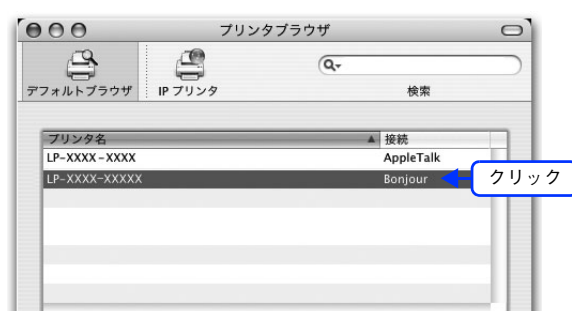 プリンタブラウザ
デフォルトブラウザ
IP プリンタ
検索
プリンタ名 接続
LP-XXXX-XXXX AppleTalk
LP-XXXX-XXXXX Bonjour
クリック